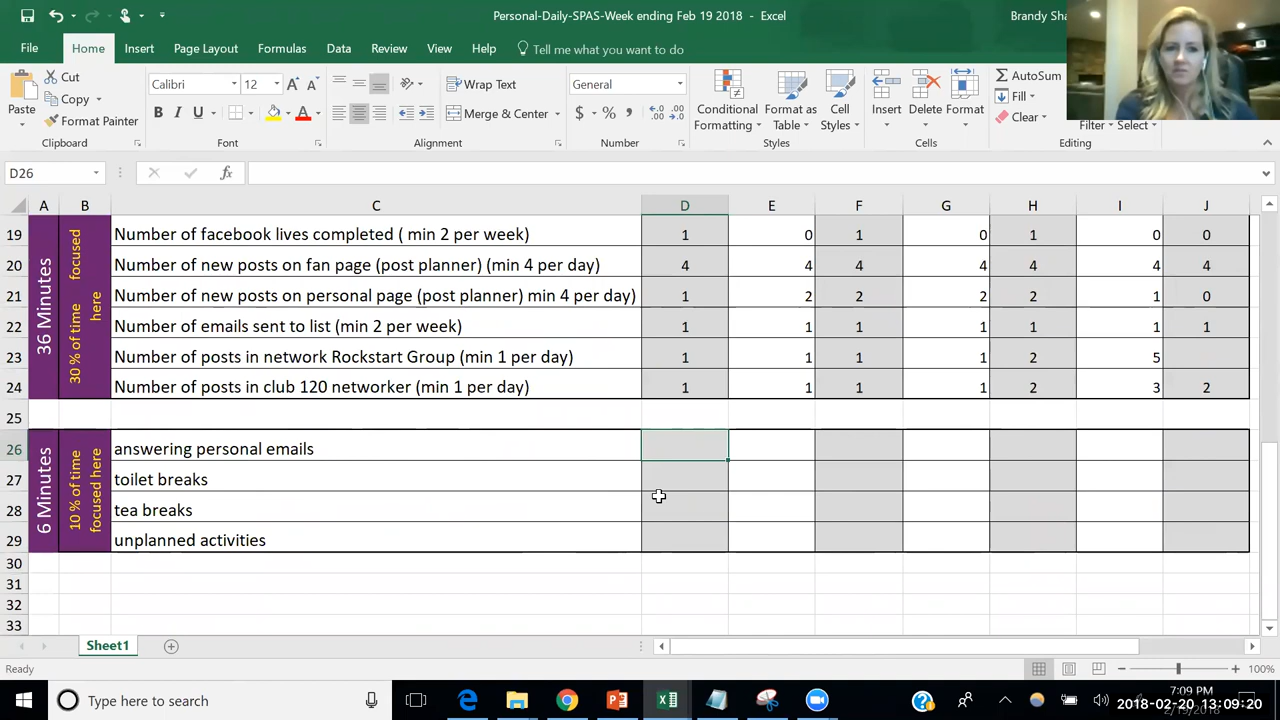 Personal-Daily-SPAS-Week ending Feb 19 2018 - Excel
Brandy Sha
File Home Insert Page Layout Formulas Data Review View Help Tell me what you want to do
Paste
Cut
Copy
Format Painter
Clipboard
Calibri 12
B I U
Font
Wrap Text
Merge & Center
Alignment
General
$ % ,
Number
Conditional Formatting
Format as Table
Cell Styles
Styles
Insert Delete Format
Cells
AutoSum
Fill
Clear
Filter Select
Editing
D26 fx
A B C D E F G H I J
36 Minutes
30 % of time focused
here
19 Number of facebook lives completed ( min 2 per week) 1 0 1 0 1 0 0
20 Number of new posts on fan page (post planner) (min 4 per day) 4 4 4 4 4 4 4
21 Number of new posts on personal page (post planner) min 4 per day) 1 2 2 2 2 1 0
22 Number of emails sent to list (min 2 per week) 1 1 1 1 1 1 1
23 Number of posts in network Rockstart Group (min 1 per day) 1 1 1 1 2 5
24 Number of posts in club 120 networker (min 1 per day) 1 1 1 1 2 3 2
25
6 Minutes
10 % of time
focused here
26 answering personal emails
27 toilet breaks
28 tea breaks
29 unplanned activities
30
31
32
33
Sheet1
Ready
100%
Type here to search
7:09 PM
2018-02-20 13:09:20